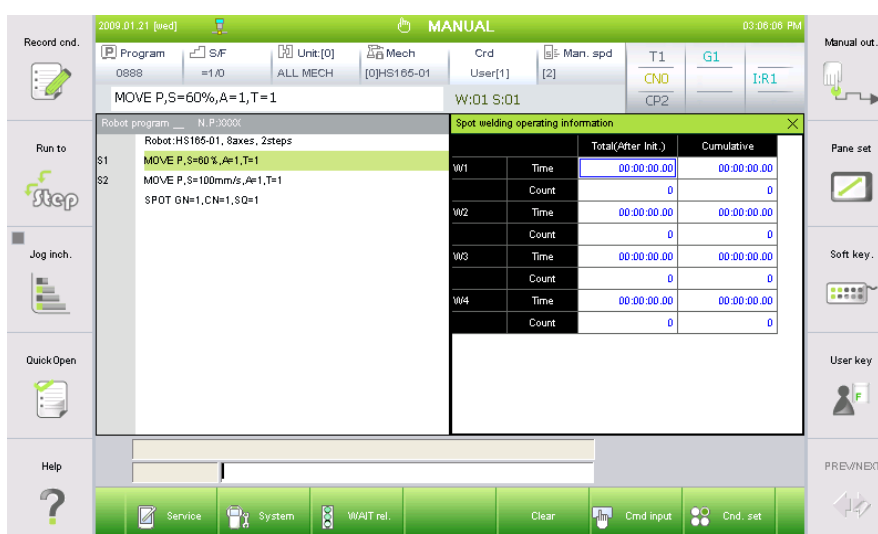 2009.01.21 [wed] MANUAL 03:06:06 PM
Record cnd.
Run to
Step
Jog inch.
Quick Open
Help
P Program S/F Unit:[0] Mech Crd Man. spd
0888 =1/0 ALL MECH [0]HS165-01 User[1] [2]
T1 G1
CN0 I:R1
CP2
MOVE P,S=60%,A=1,T=1
W:01 S:01
Robot program __ N.P:XXXX
Robot:HS165-01, 8axes, 2steps
S1 MOVE P,S=60%,A=1,T=1
S2 MOVE P,S=100mm/s,A=1,T=1
SPOT GN=1,CN=1,SQ=1
Spot welding operating information
Total(After Init.) Cumulative
W1 Time 00:00:00.00 00:00:00.00
Count 0 0
W2 Time 00:00:00.00 00:00:00.00
Count 0 0
W3 Time 00:00:00.00 00:00:00.00
Count 0 0
W4 Time 00:00:00.00 00:00:00.00
Count 0 0
Service System WAIT rel. Clear Cmd input Cnd. set
Manual out.
Pane set
Soft key.
User key
F
PREV/NEXT